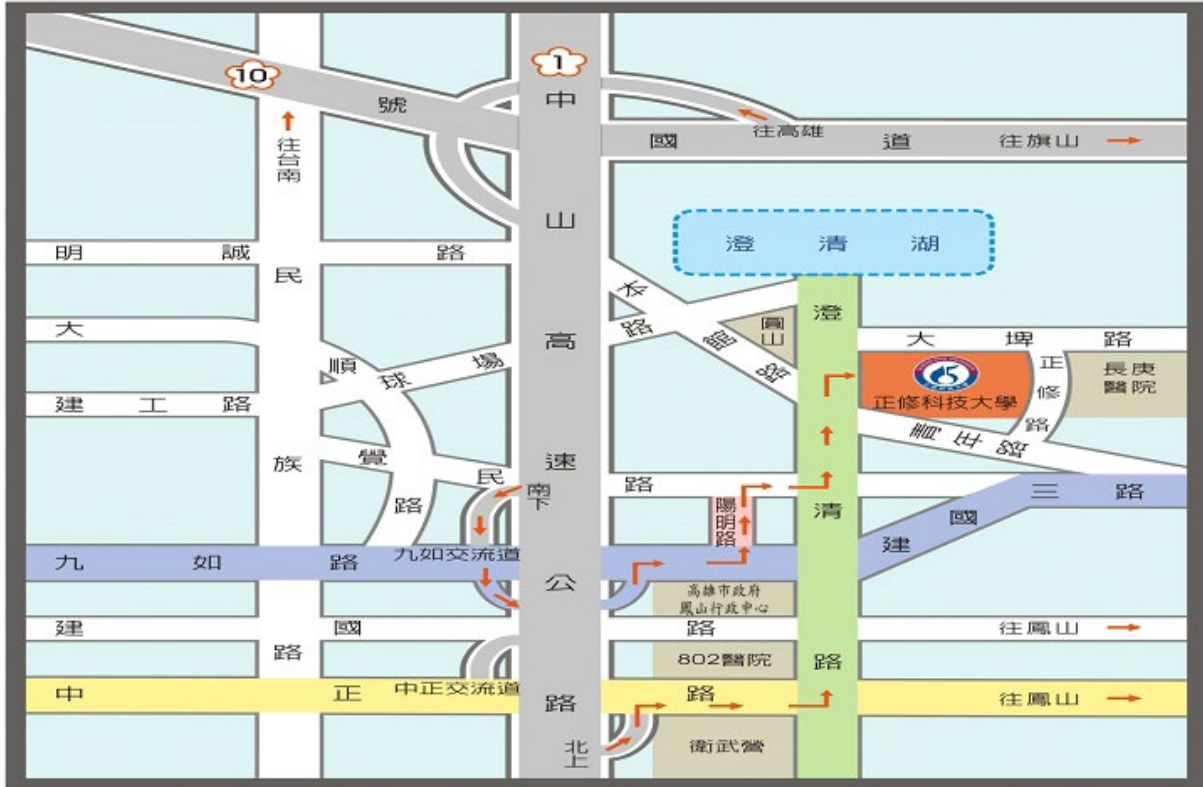 10
1
號
往高雄
國道
往旗山
往台南
中山高速公路
澄清湖
明誠路
民族路
大順路
球場路
本館路
圓山
大埤路
正修科技大學
正修路
長庚醫院
建工路
覺民路
青年路
南下
陽明路
澄清路
建國三路
九如路
九如交流道
高雄市政府
鳳山行政中心
建國路
往鳳山
802醫院
中正路
中正交流道
往鳳山
北上
衛武營